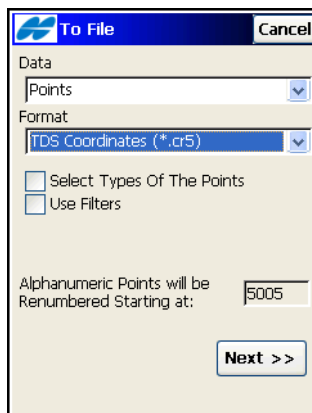 To File Cancel
Data
Points
Format
TDS Coordinates (*.cr5)
Select Types Of The Points
Use Filters
Alphanumeric Points will be
Renumbered Starting at: 5005
Next >>